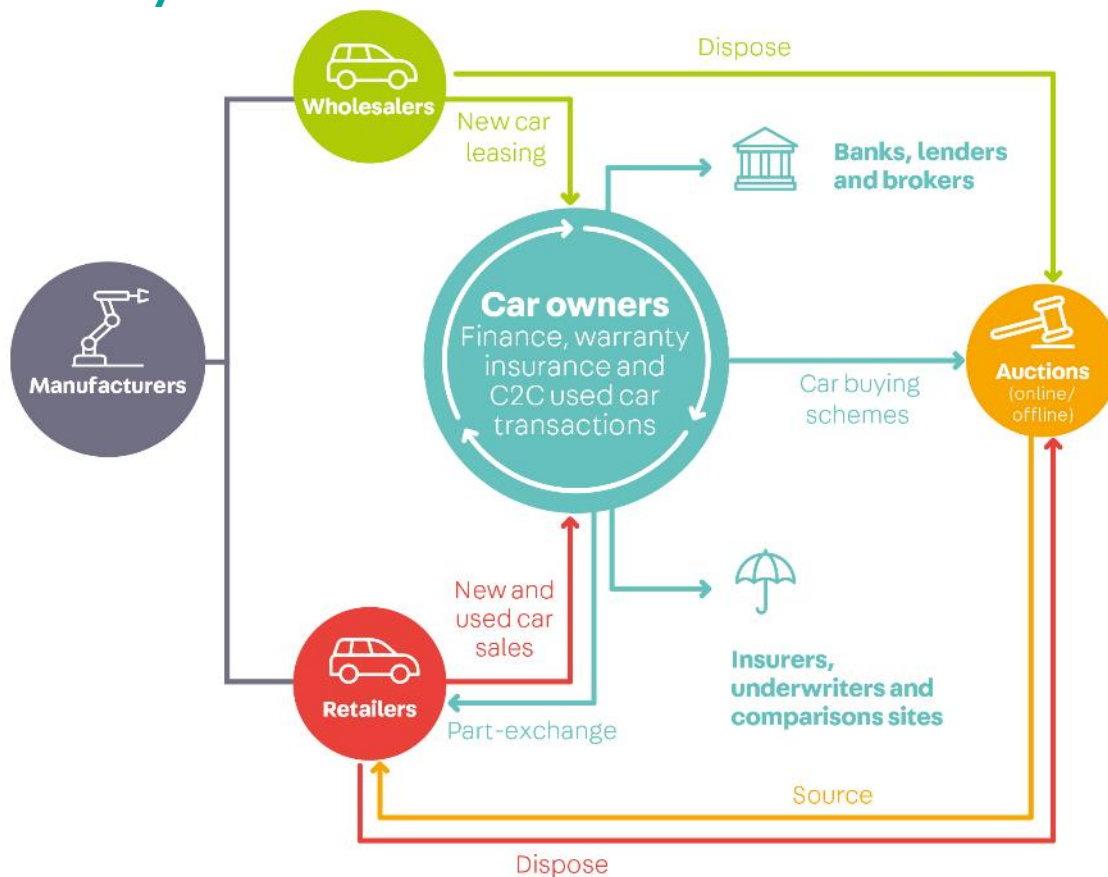 Dispose
Wholesalers
New car
leasing
Banks, lenders
and brokers
Car owners
Finance, warranty
insurance and
C2C used car
transactions
Manufacturers
Car buying
schemes
Auctions
(online/
offline)
New and
used car
sales
Retailers
Part-exchange
Insurers,
underwriters and
comparisons sites
Source
Dispose